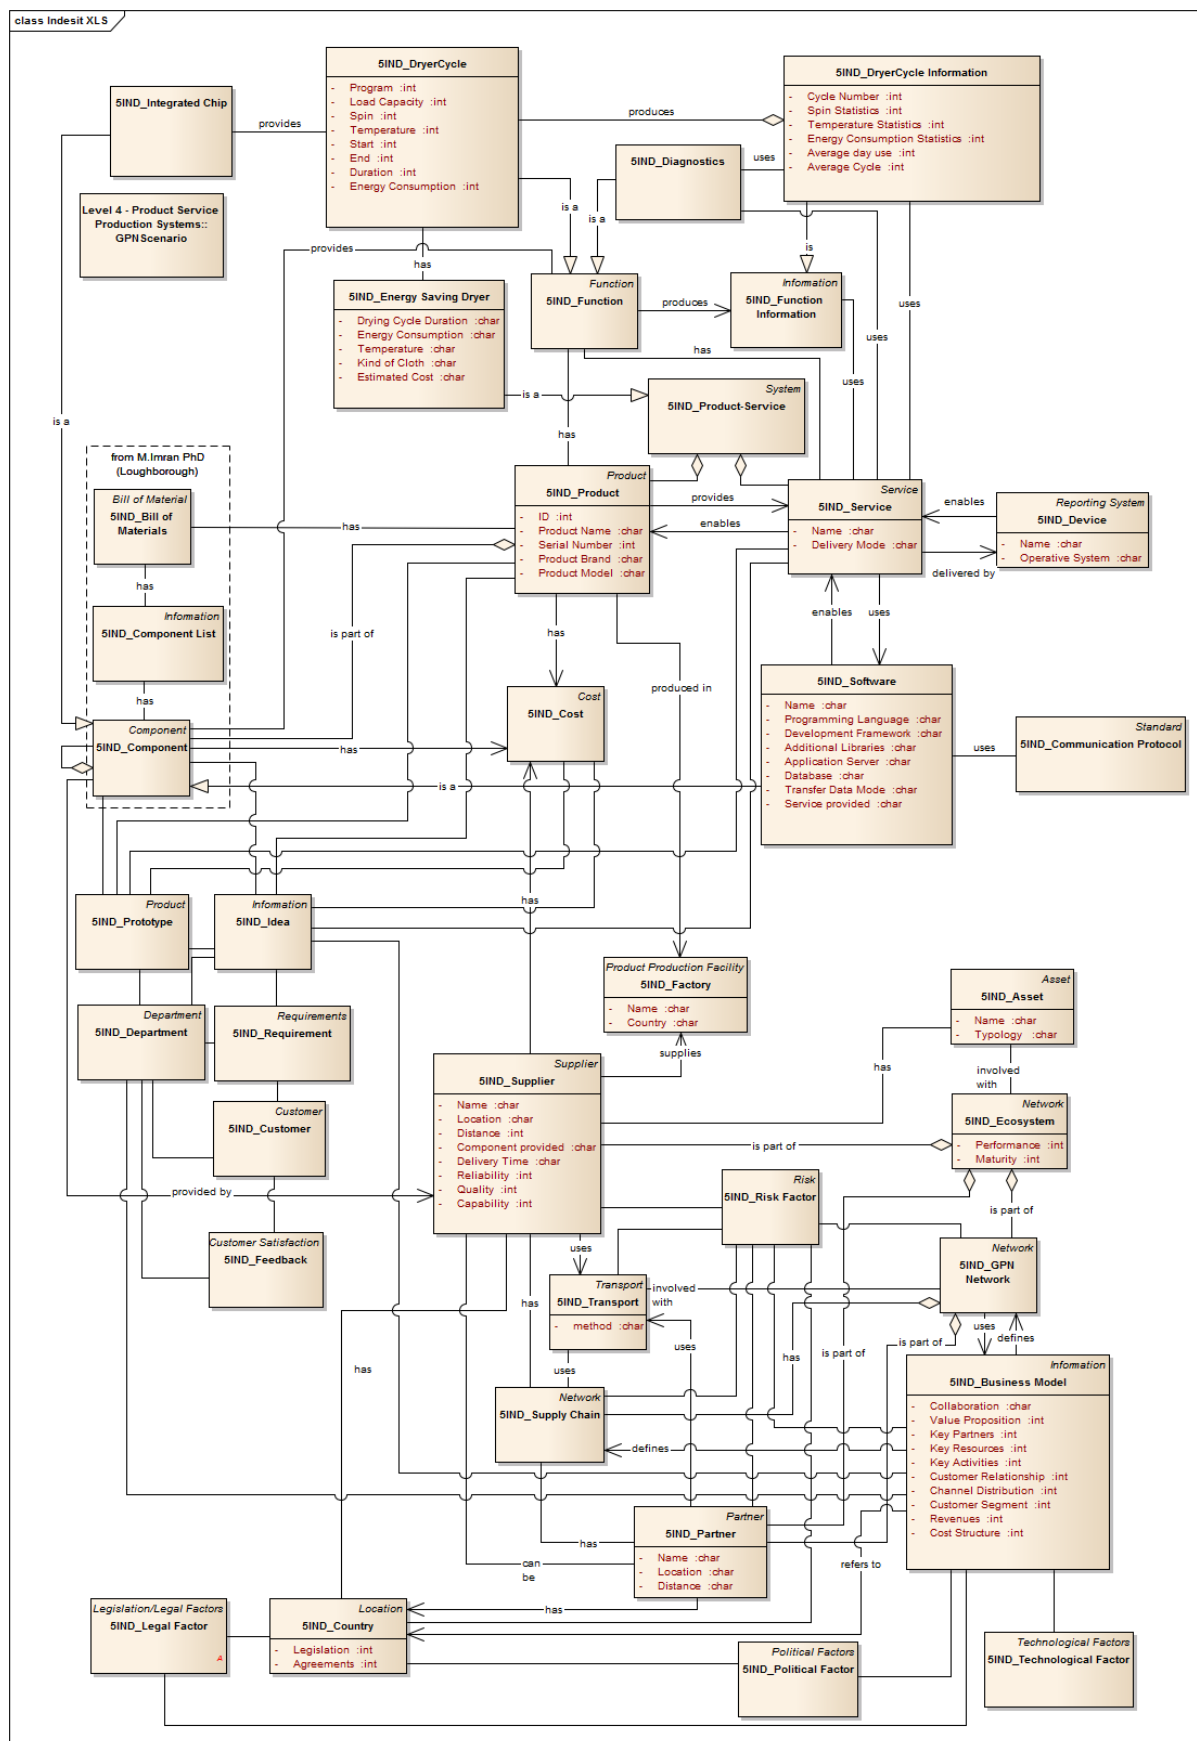 class Indesit XLS
5IND_DryerCycle
- Program :int
- Load Capacity :int
- Spin :int
- Temperature :int
- Start :int
- End :int
- Duration :int
- Energy Consumption :int
5IND_DryerCycle Information
- Cycle Number :int
- Spin Statistics :int
- Temperature Statistics :int
- Energy Consumption Statistics :int
- Average day use :int
- Average Cycle :int
5IND_Integrated Chip
provides
produces
5IND_Diagnostics
uses
Level 4 - Product Service
Production Systems::
GPNScenario
is a
is a
is
provides
has
uses
uses
5IND_Energy Saving Dryer
- Drying Cycle Duration :char
- Energy Consumption :char
- Temperature :char
- Kind of Cloth :char
- Estimated Cost :char
Function
5IND_Function
produces
Information
5IND_Function
Information
has
uses
is a
System
5IND_Product-Service
is a
has
from M.Imran PhD
(Loughborough)
Bill of Material
5IND_Bill of
Materials
has
Product
5IND_Product
- ID :int
- Product Name :char
- Serial Number :int
- Product Brand :char
- Product Model :char
provides
enables
Service
5IND_Service
- Name :char
- Delivery Mode :char
enables
delivered by
Reporting System
5IND_Device
- Name :char
- Operative System :char
has
Information
5IND_Component List
is part of
has
enables
uses
has
produced in
Component
5IND_Component
has
Cost
5IND_Cost
is a
5IND_Software
- Name :char
- Programming Language :char
- Development Framework :char
- Additional Libraries :char
- Application Server :char
- Database :char
- Transfer Data Mode :char
- Service provided :char
uses
Standard
5IND_Communication Protocol
Product
5IND_Prototype
Information
5IND_Idea
has
Product Production Facility
5IND_Factory
- Name :char
- Country :char
Asset
5IND_Asset
- Name :char
- Typology :char
Department
5IND_Department
Requirements
5IND_Requirement
supplies
has
involved
with
Supplier
5IND_Supplier
- Name :char
- Location :char
- Distance :int
- Component provided :char
- Delivery Time :char
- Reliability :int
- Quality :int
- Capability :int
Customer
5IND_Customer
is part of
Network
5IND_Ecosystem
- Performance :int
- Maturity :int
provided by
Risk
5IND_Risk Factor
is part of
Customer Satisfaction
5IND_Feedback
uses
Network
5IND_GPN
Network
has
Transport
5IND_Transport
- method :char
involved
with
uses
defines
is part of
uses
has
is part of
has
uses
Network
5IND_Supply Chain
defines
Information
5IND_Business Model
- Collaboration :char
- Value Proposition :int
- Key Partners :int
- Key Resources :int
- Key Activities :int
- Customer Relationship :int
- Channel Distribution :int
- Customer Segment :int
- Revenues :int
- Cost Structure :int
has
can
be
Partner
5IND_Partner
- Name :char
- Location :char
- Distance :char
refers to
has
Legislation/Legal Factors
5IND_Legal Factor
A
Location
5IND_Country
- Legislation :int
- Agreements :int
Political Factors
5IND_Political Factor
Technological Factors
5IND_Technological Factor